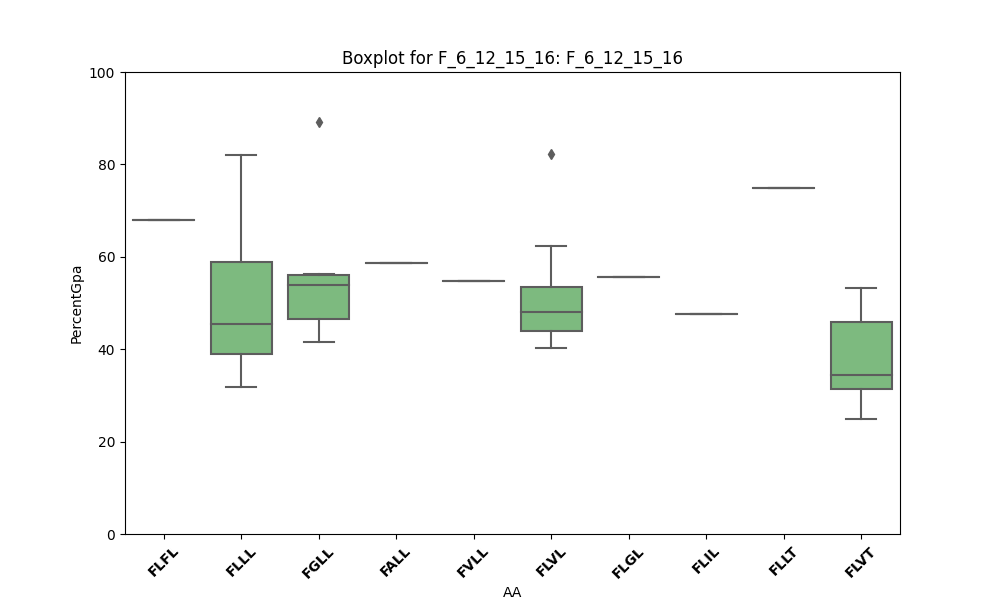 Boxplot for F_6_12_15_16: F_6_12_15_16
100
80
60
40
20
0
PercentGpa
FLFL
FLLL
FGLL
FALL
FVLL
FLVL
FLGL
FLIL
FLLT
FLVT
AA